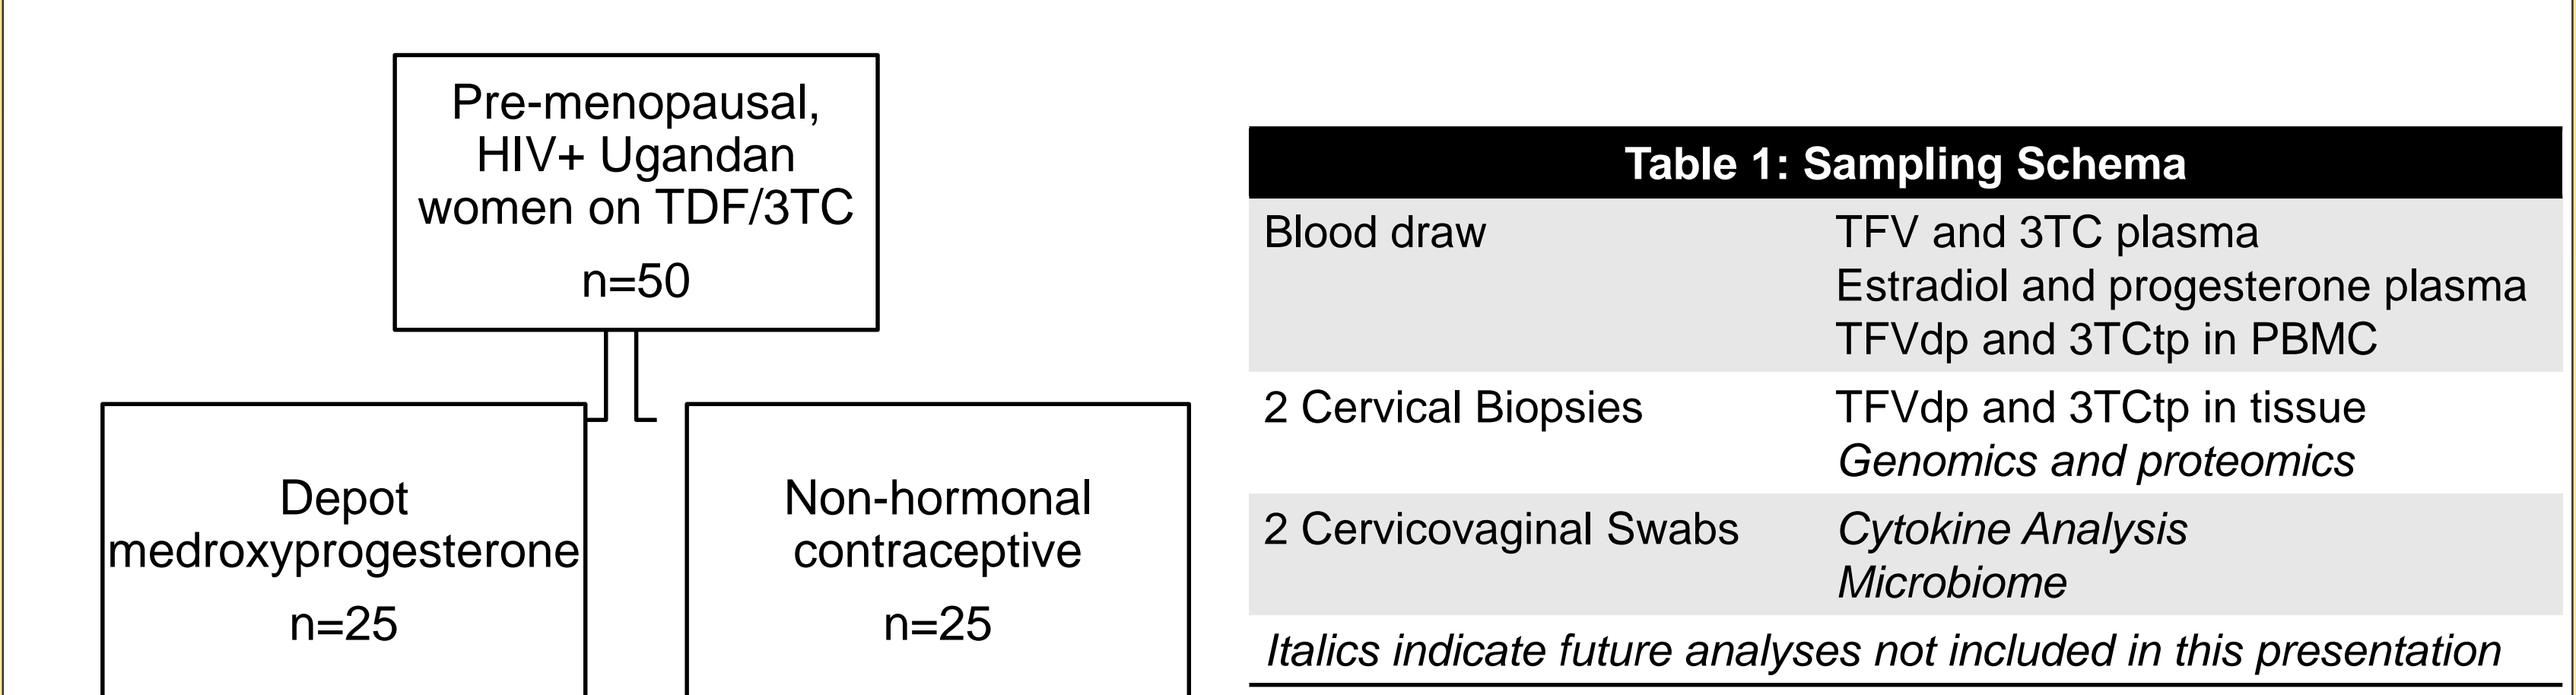 Pre-menopausal,
HIV+ Ugandan
women on TDF/3TC
n=50
Depot
medroxyprogesterone
n=25
Non-hormonal
contraceptive
n=25
Table 1: Sampling Schema
Blood draw
TFV and 3TC plasma
Estradiol and progesterone plasma
TFVdp and 3TCtp in PBMC
2 Cervical Biopsies
TFVdp and 3TCtp in tissue
Genomics and proteomics
2 Cervicovaginal Swabs
Cytokine Analysis
Microbiome
Italics indicate future analyses not included in this presentation